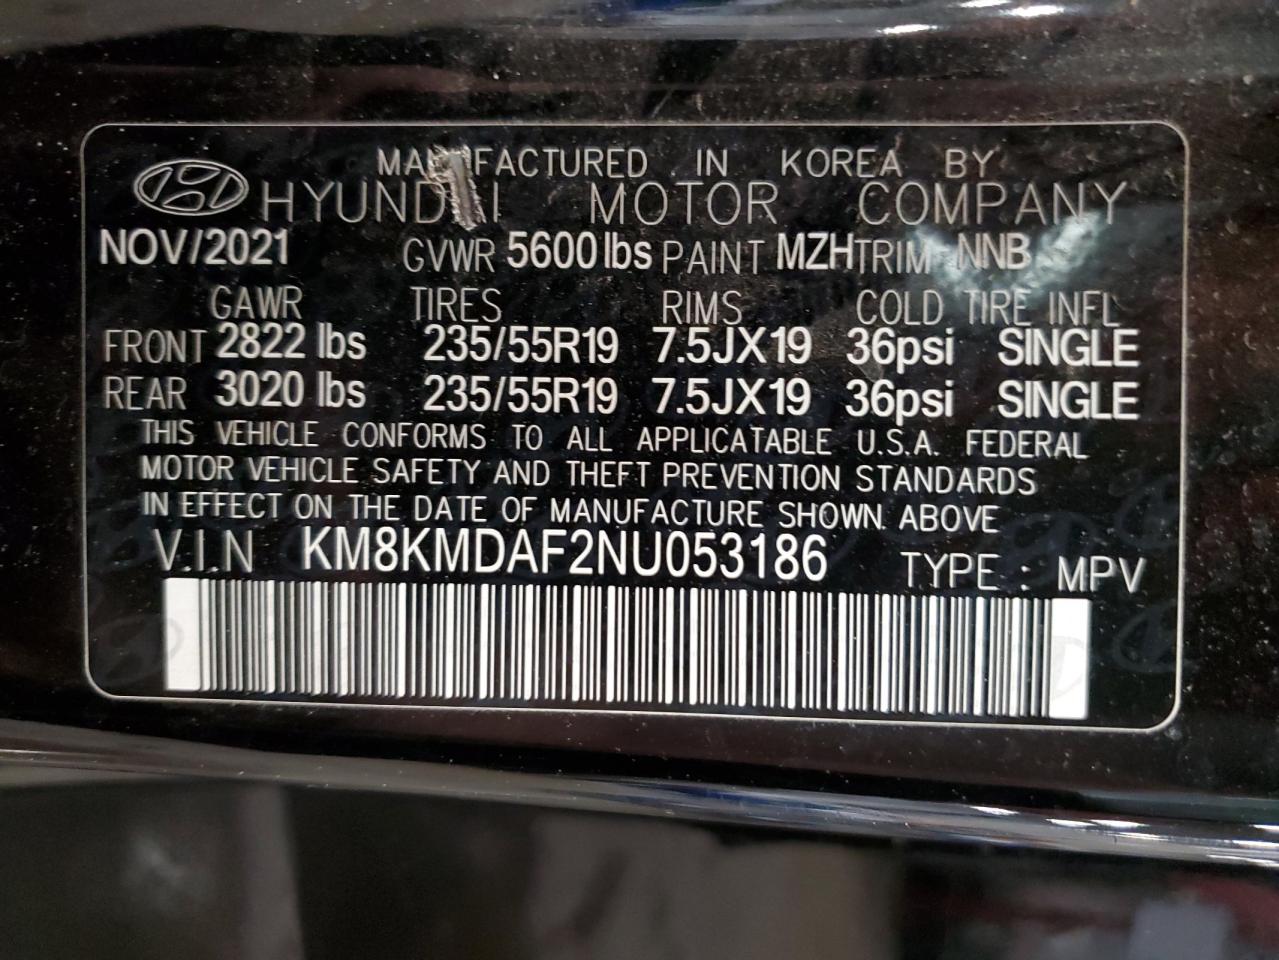 MANUFACTURED IN KOREA BY
HYUNDAI MOTOR COMPANY
NOV/2021 GVWR 5600 lbs PAINT MZH TRIM NNB
GAWR TIRES RIMS COLD TIRE INFL
FRONT 2822 lbs 235/55R19 7.5JX19 36psi SINGLE
REAR 3020 lbs 235/55R19 7.5JX19 36psi SINGLE
THIS VEHICLE CONFORMS TO ALL APPLICATABLE U.S.A. FEDERAL
MOTOR VEHICLE SAFETY AND THEFT PREVENTION STANDARDS
IN EFFECT ON THE DATE OF MANUFACTURE SHOWN ABOVE
V.I.N KM8KMDAF2NU053186 TYPE : MPV